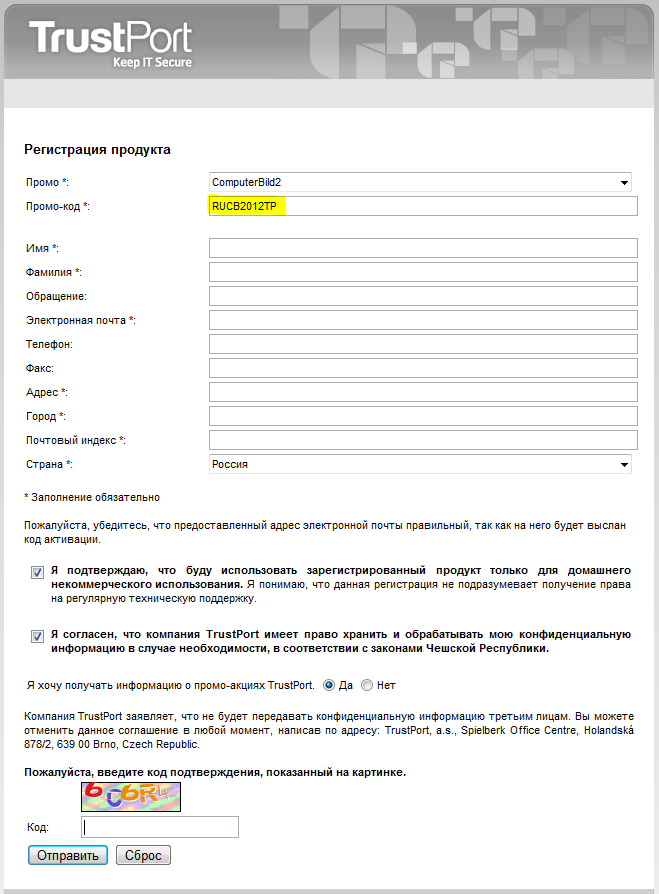 TrustPort
Keep IT Secure
Регистрация продукта
Промо *: ComputerBild2
Промо-код *: RUCB2012TP
Имя *:
Фамилия *:
Обращение:
Электронная почта *:
Телефон:
Факс:
Адрес *:
Город *:
Почтовый индекс *:
Страна *: Россия
* Заполнение обязательно
Пожалуйста, убедитесь, что предоставленный адрес электронной почты правильный, так как на него будет выслан
код активации.
Я подтверждаю, что буду использовать зарегистрированный продукт только для домашнего
некоммерческого использования. Я понимаю, что данная регистрация не подразумевает получение права
на регулярную техническую поддержку.
Я согласен, что компания TrustPort имеет право хранить и обрабатывать мою конфиденциальную
информацию в случае необходимости, в соответствии с законами Чешской Республики.
Я хочу получать информацию о промо-акциях TrustPort. Да Нет
Компания TrustPort заявляет, что не будет передавать конфиденциальную информацию третьим лицам. Вы можете
отменить данное соглашение в любой момент, написав по адресу: TrustPort, a.s., Spielberk Office Centre, Holandská
878/2, 639 00 Brno, Czech Republic.
Пожалуйста, введите код подтверждения, показанный на картинке.
Код:
Отправить Сброс